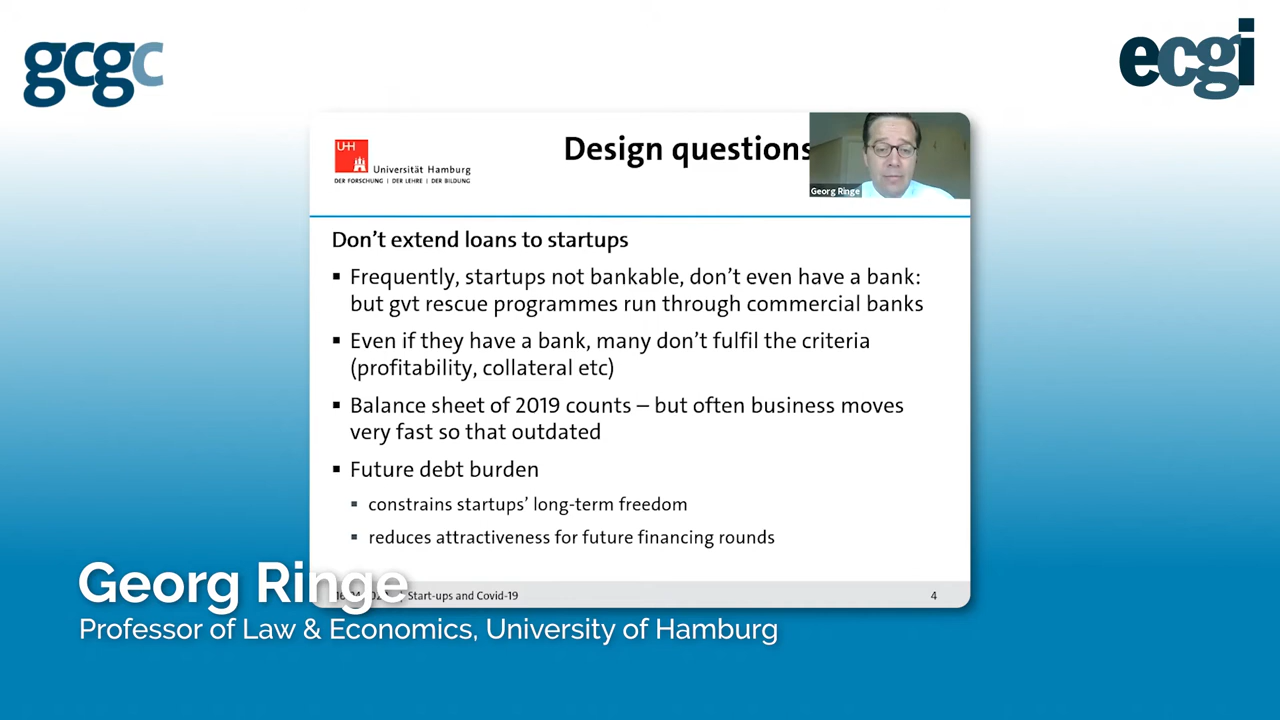 gcgc
ecgi
Design questions
UHH
Universität Hamburg
DER FORSCHUNG | DER LEHRE | DER BILDUNG
Georg Ringe
Don't extend loans to startups
▪ Frequently, startups not bankable, don't even have a bank:
but gvt rescue programmes run through commercial banks
▪ Even if they have a bank, many don't fulfil the criteria
(profitability, collateral etc)
▪ Balance sheet of 2019 counts – but often business moves
very fast so that outdated
▪ Future debt burden
▪ constrains startups' long-term freedom
▪ reduces attractiveness for future financing rounds
Start-ups and Covid-19
4
Georg Ringe
Professor of Law & Economics, University of Hamburg